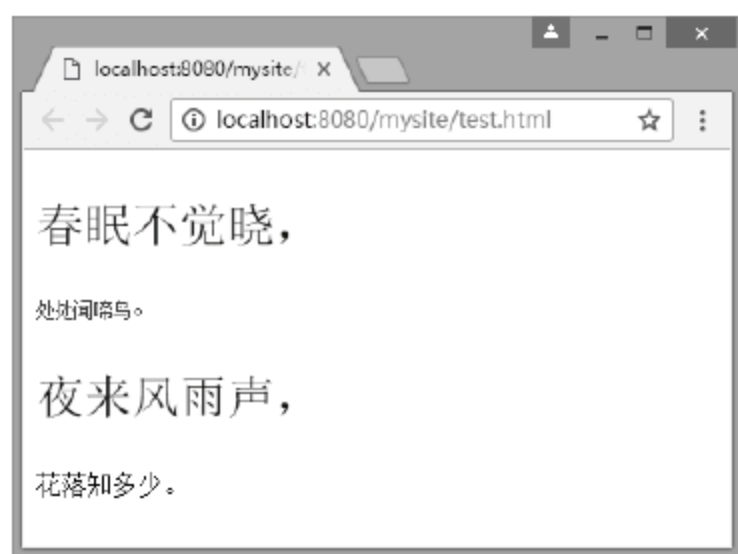 localhost:8080/mysite/
localhost:8080/mysite/test.html
春眠不觉晓，
处处闻啼鸟。
夜来风雨声，
花落知多少。